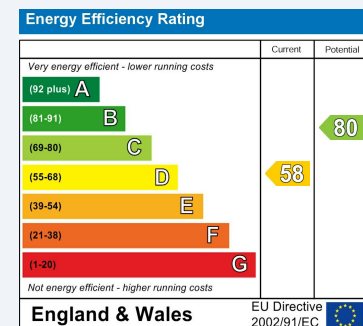 Energy Efficiency Rating
Current Potential
Very energy efficient - lower running costs
(92 plus) A
(81-91) B
(69-80) C
(55-68) D
(39-54) E
(21-38) F
(1-20) G
58
80
Not energy efficient - higher running costs
England & Wales
EU Directive
2002/91/EC